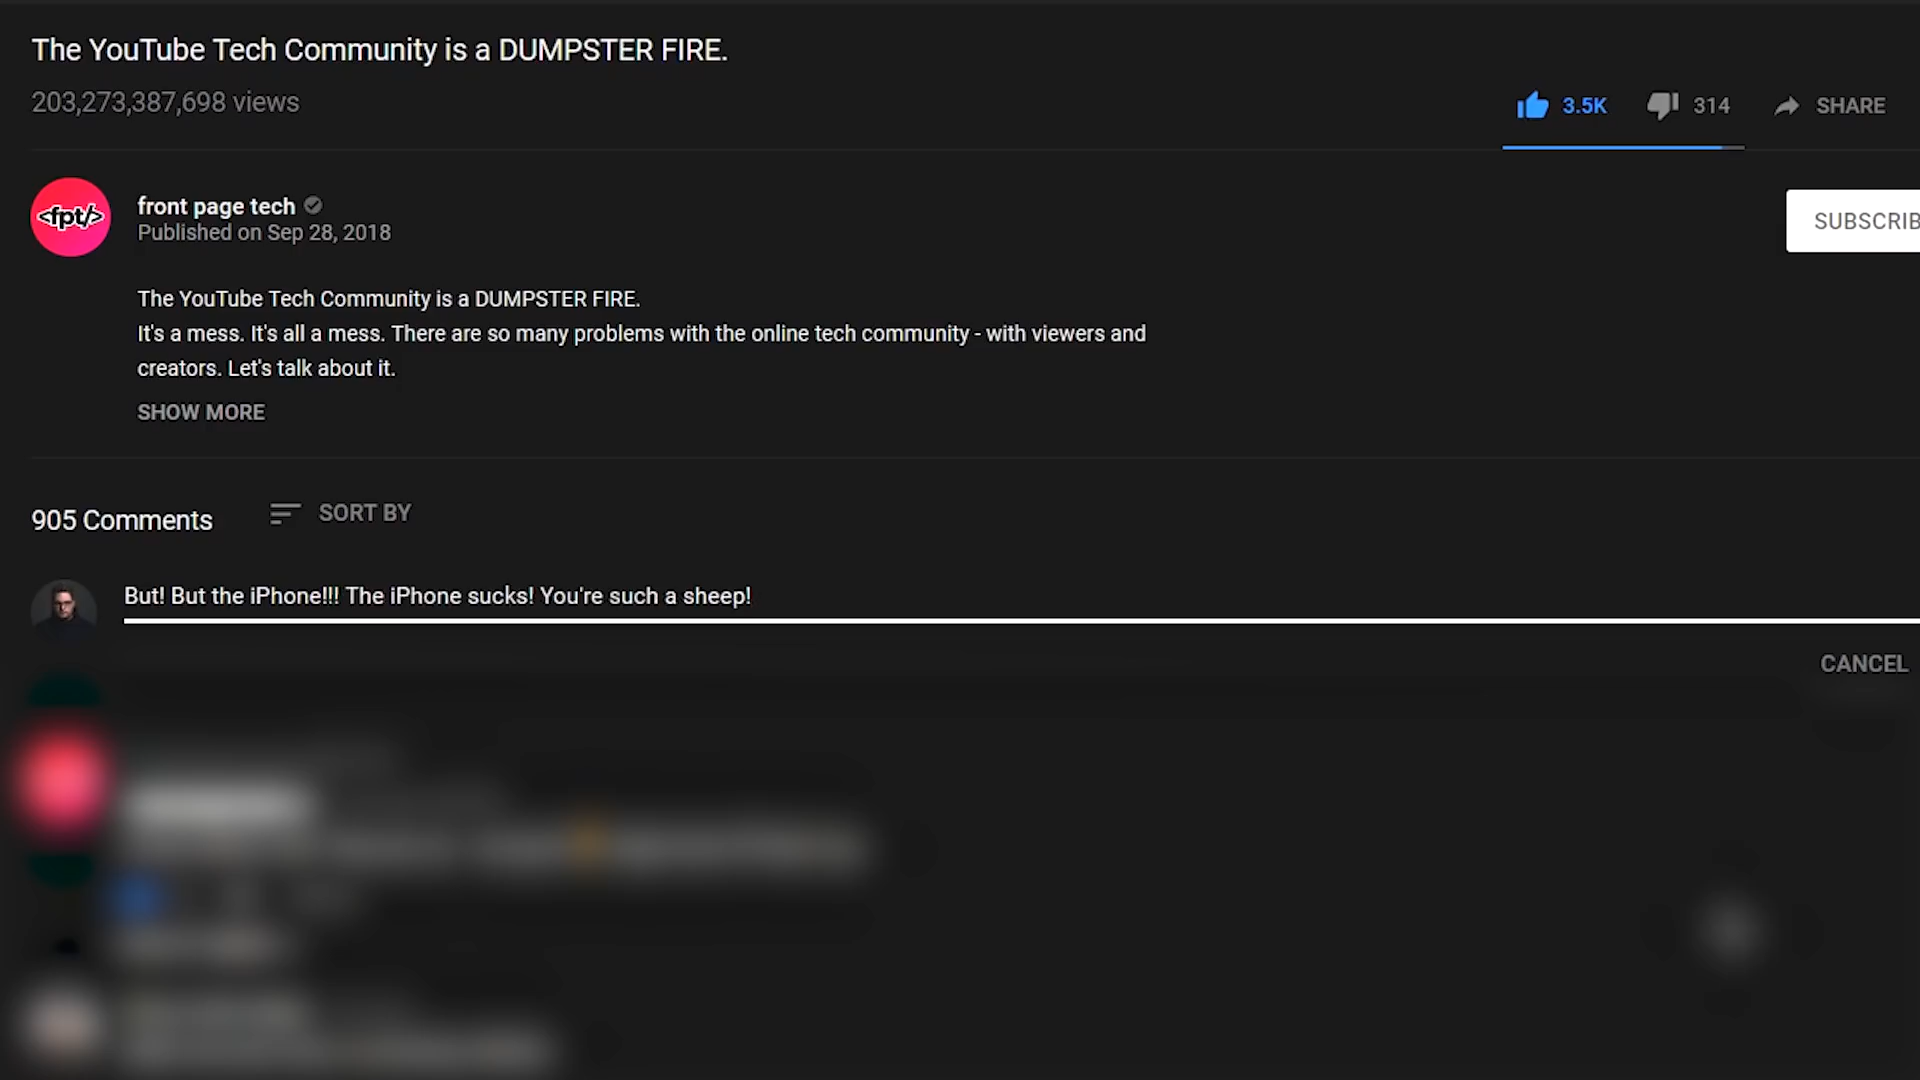 The YouTube Tech Community is a DUMPSTER FIRE.
203,273,387,698 views
3.5K 314 SHARE
<fpt/>
front page tech
Published on Sep 28, 2018
SUBSCRIB
The YouTube Tech Community is a DUMPSTER FIRE.
It's a mess. It's all a mess. There are so many problems with the online tech community - with viewers and
creators. Let's talk about it.
SHOW MORE
905 Comments SORT BY
But! But the iPhone!!! The iPhone sucks! You're such a sheep!
CANCEL